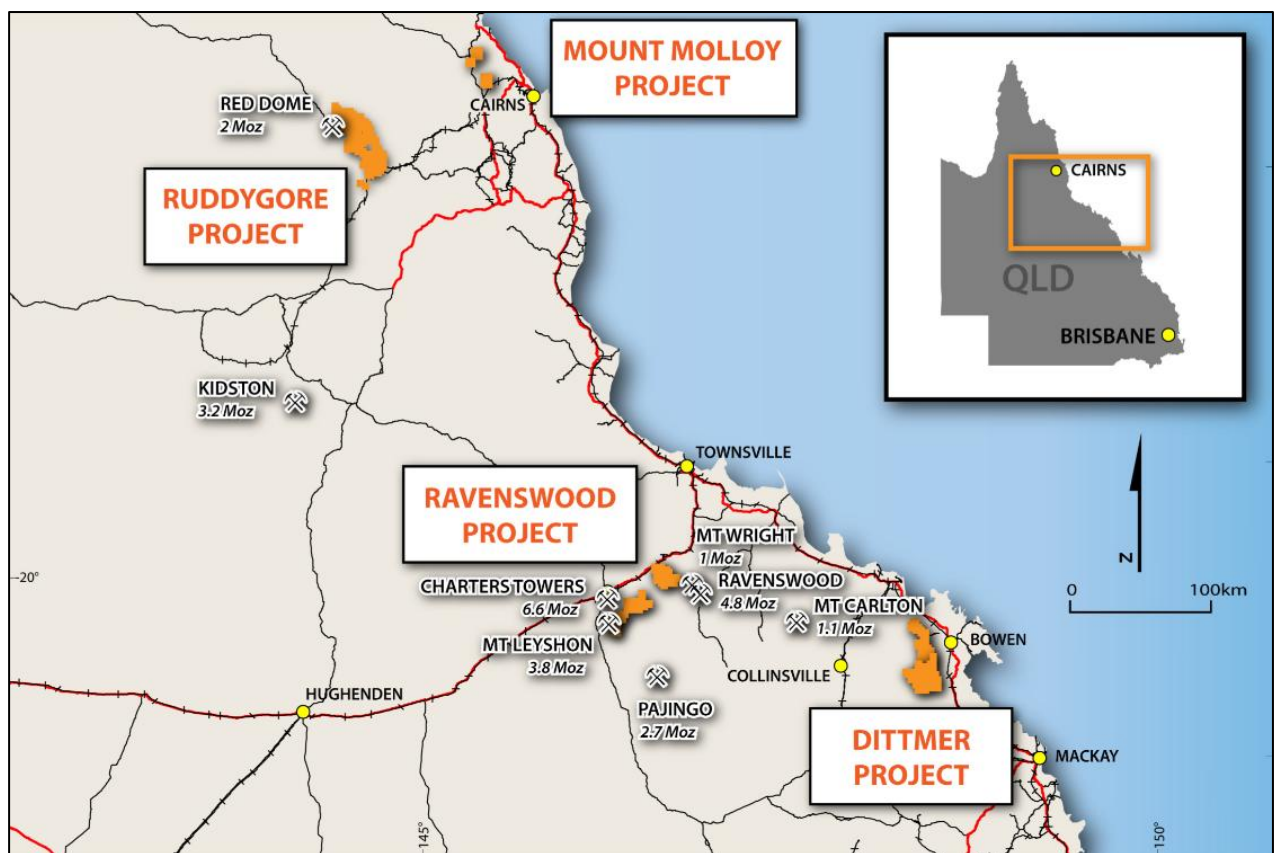 MOUNT MOLLOY
PROJECT
RED DOME
2 Moz
CAIRNS
RUDDYGORE
PROJECT
CAIRNS
QLD
BRISBANE
KIDSTON
3.2 Moz
TOWNSVILLE
RAVENSWOOD
PROJECT
MT WRIGHT
1 Moz
N
-20°
CHARTERS TOWERS
6.6 Moz
RAVENSWOOD
4.8 Moz
MT CARLTON
1.1 Moz
0 100km
MT LEYSHON
3.8 Moz
BOWEN
COLLINSVILLE
HUGHENDEN
PAJINGO
2.7 Moz
DITTMER
PROJECT
MACKAY
145°
150°